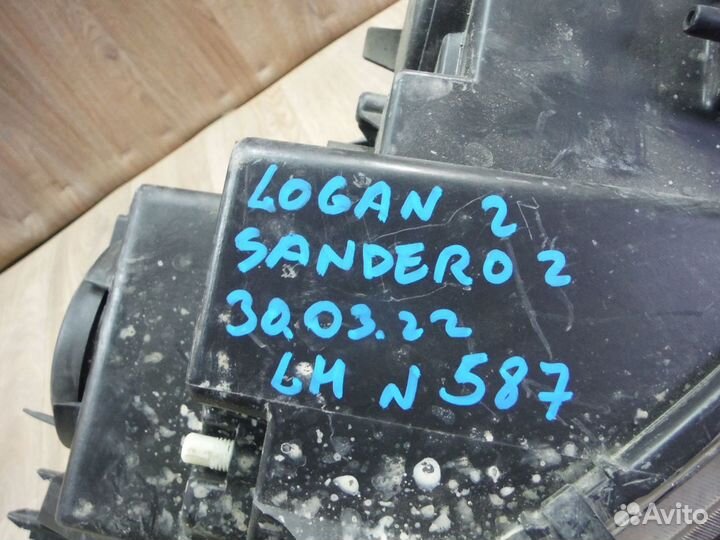 LOGAN 2
SANDERO 2
30.03.22
LH N 587
Avito